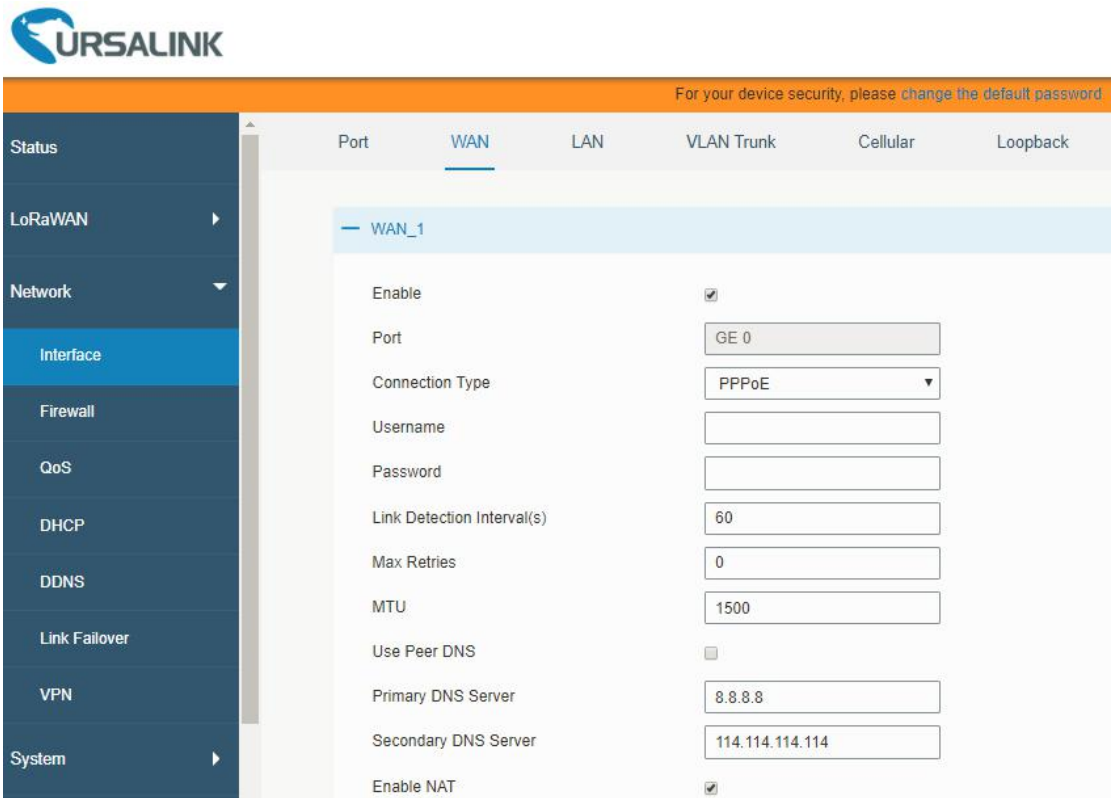 URSALINK
For your device security, please change the default password
Status
LoRaWAN
Network
Interface
Firewall
QoS
DHCP
DDNS
Link Failover
VPN
System
Port WAN LAN VLAN Trunk Cellular Loopback
WAN_1
Enable
Port GE 0
Connection Type PPPoE
Username
Password
Link Detection Interval(s) 60
Max Retries 0
MTU 1500
Use Peer DNS
Primary DNS Server 8.8.8.8
Secondary DNS Server 114.114.114.114
Enable NAT